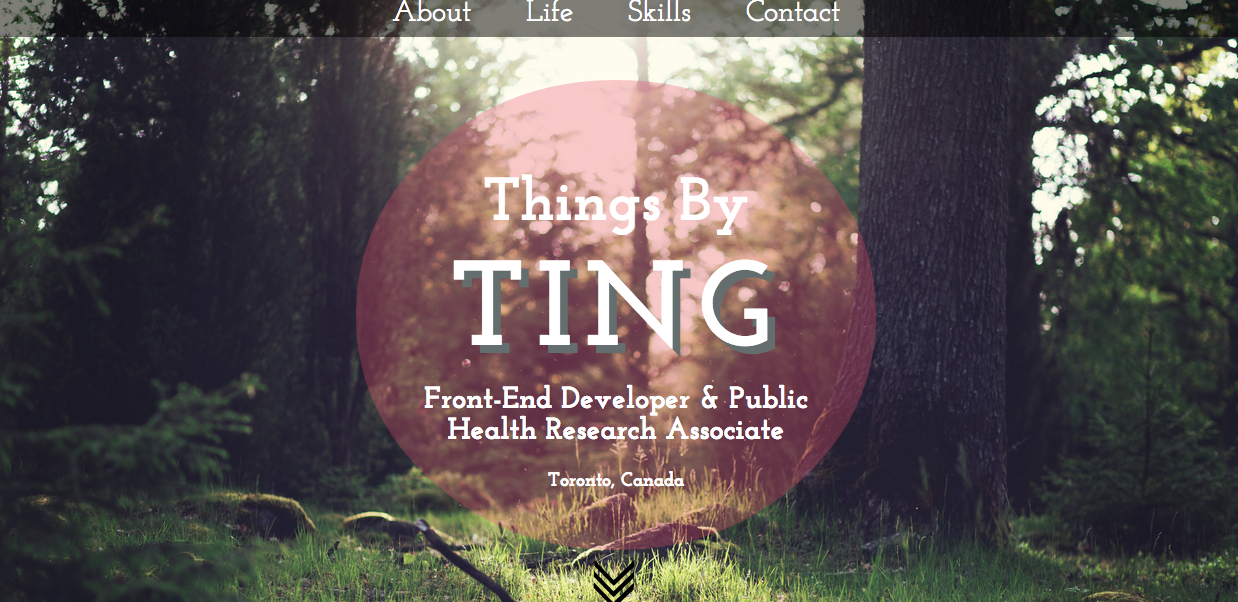 About Life Skills Contact
Things By
TING
Front-End Developer & Public
Health Research Associate
Toronto, Canada